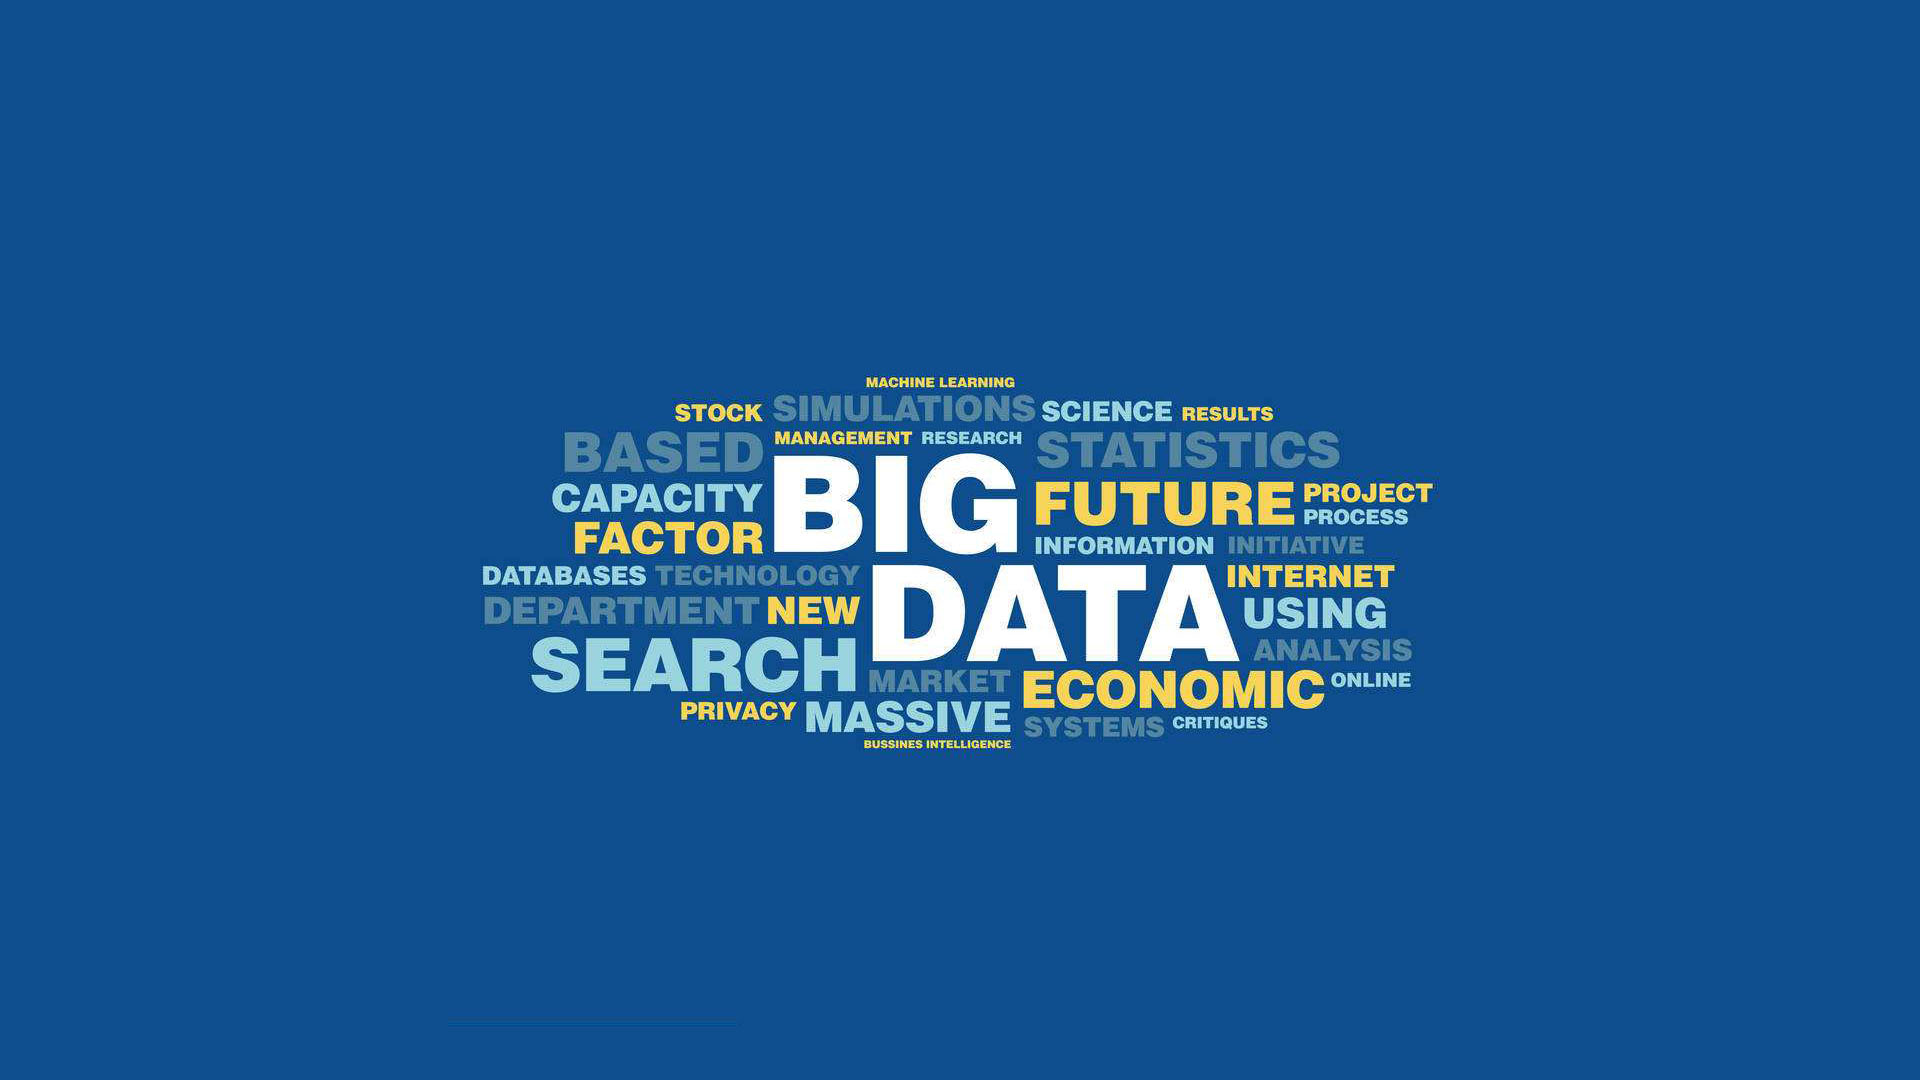 MACHINE LEARNING
STOCK SIMULATIONS SCIENCE RESULTS
BASED MANAGEMENT RESEARCH STATISTICS
CAPACITY BIG FUTURE PROJECT
PROCESS
FACTOR INFORMATION INITIATIVE
DATABASES TECHNOLOGY DATA INTERNET
DEPARTMENT NEW USING
SEARCH ANALYSIS
MARKET ECONOMIC ONLINE
PRIVACY MASSIVE SYSTEMS CRITIQUES
BUSSINES INTELLIGENCE